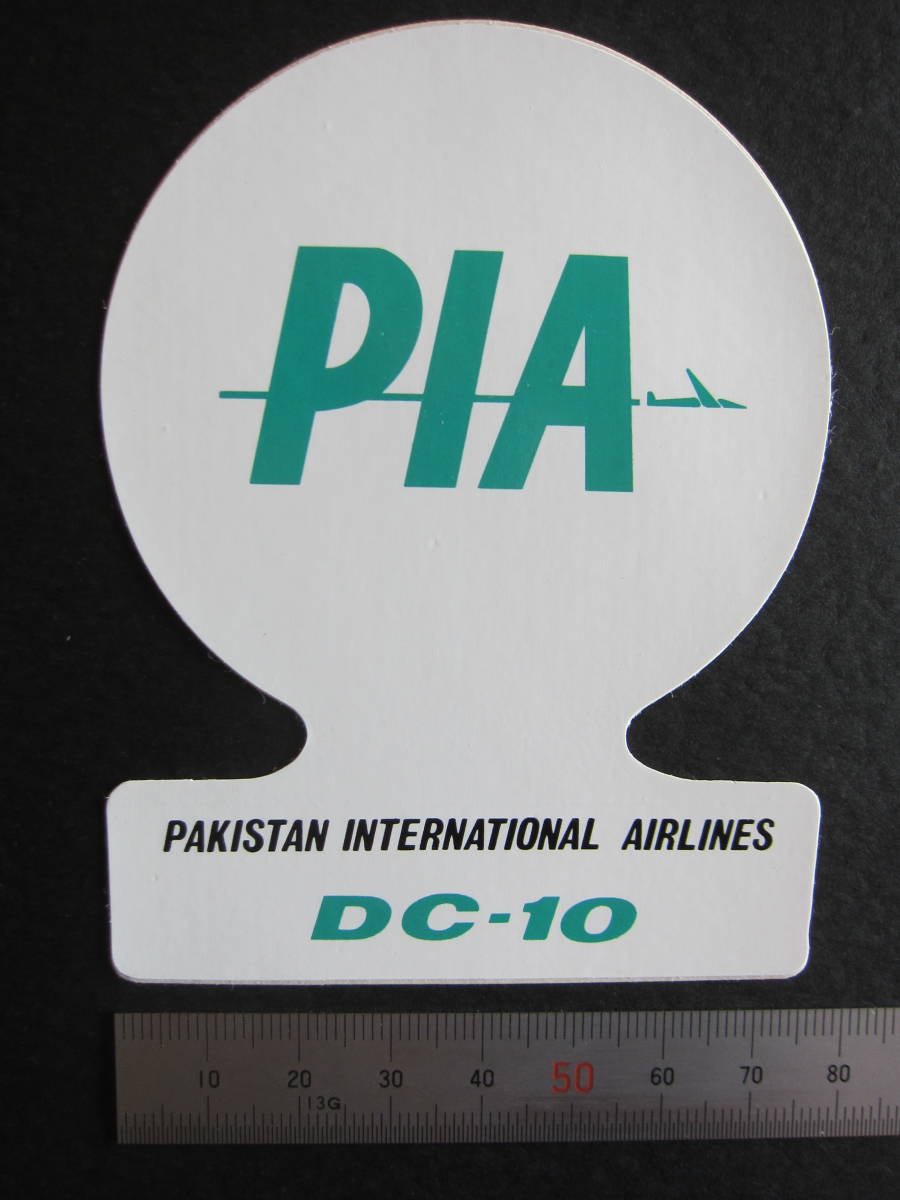 PIA
PAKISTAN INTERNATIONAL AIRLINES
DC-10
10 20 30 40 50 60 70 80
13G